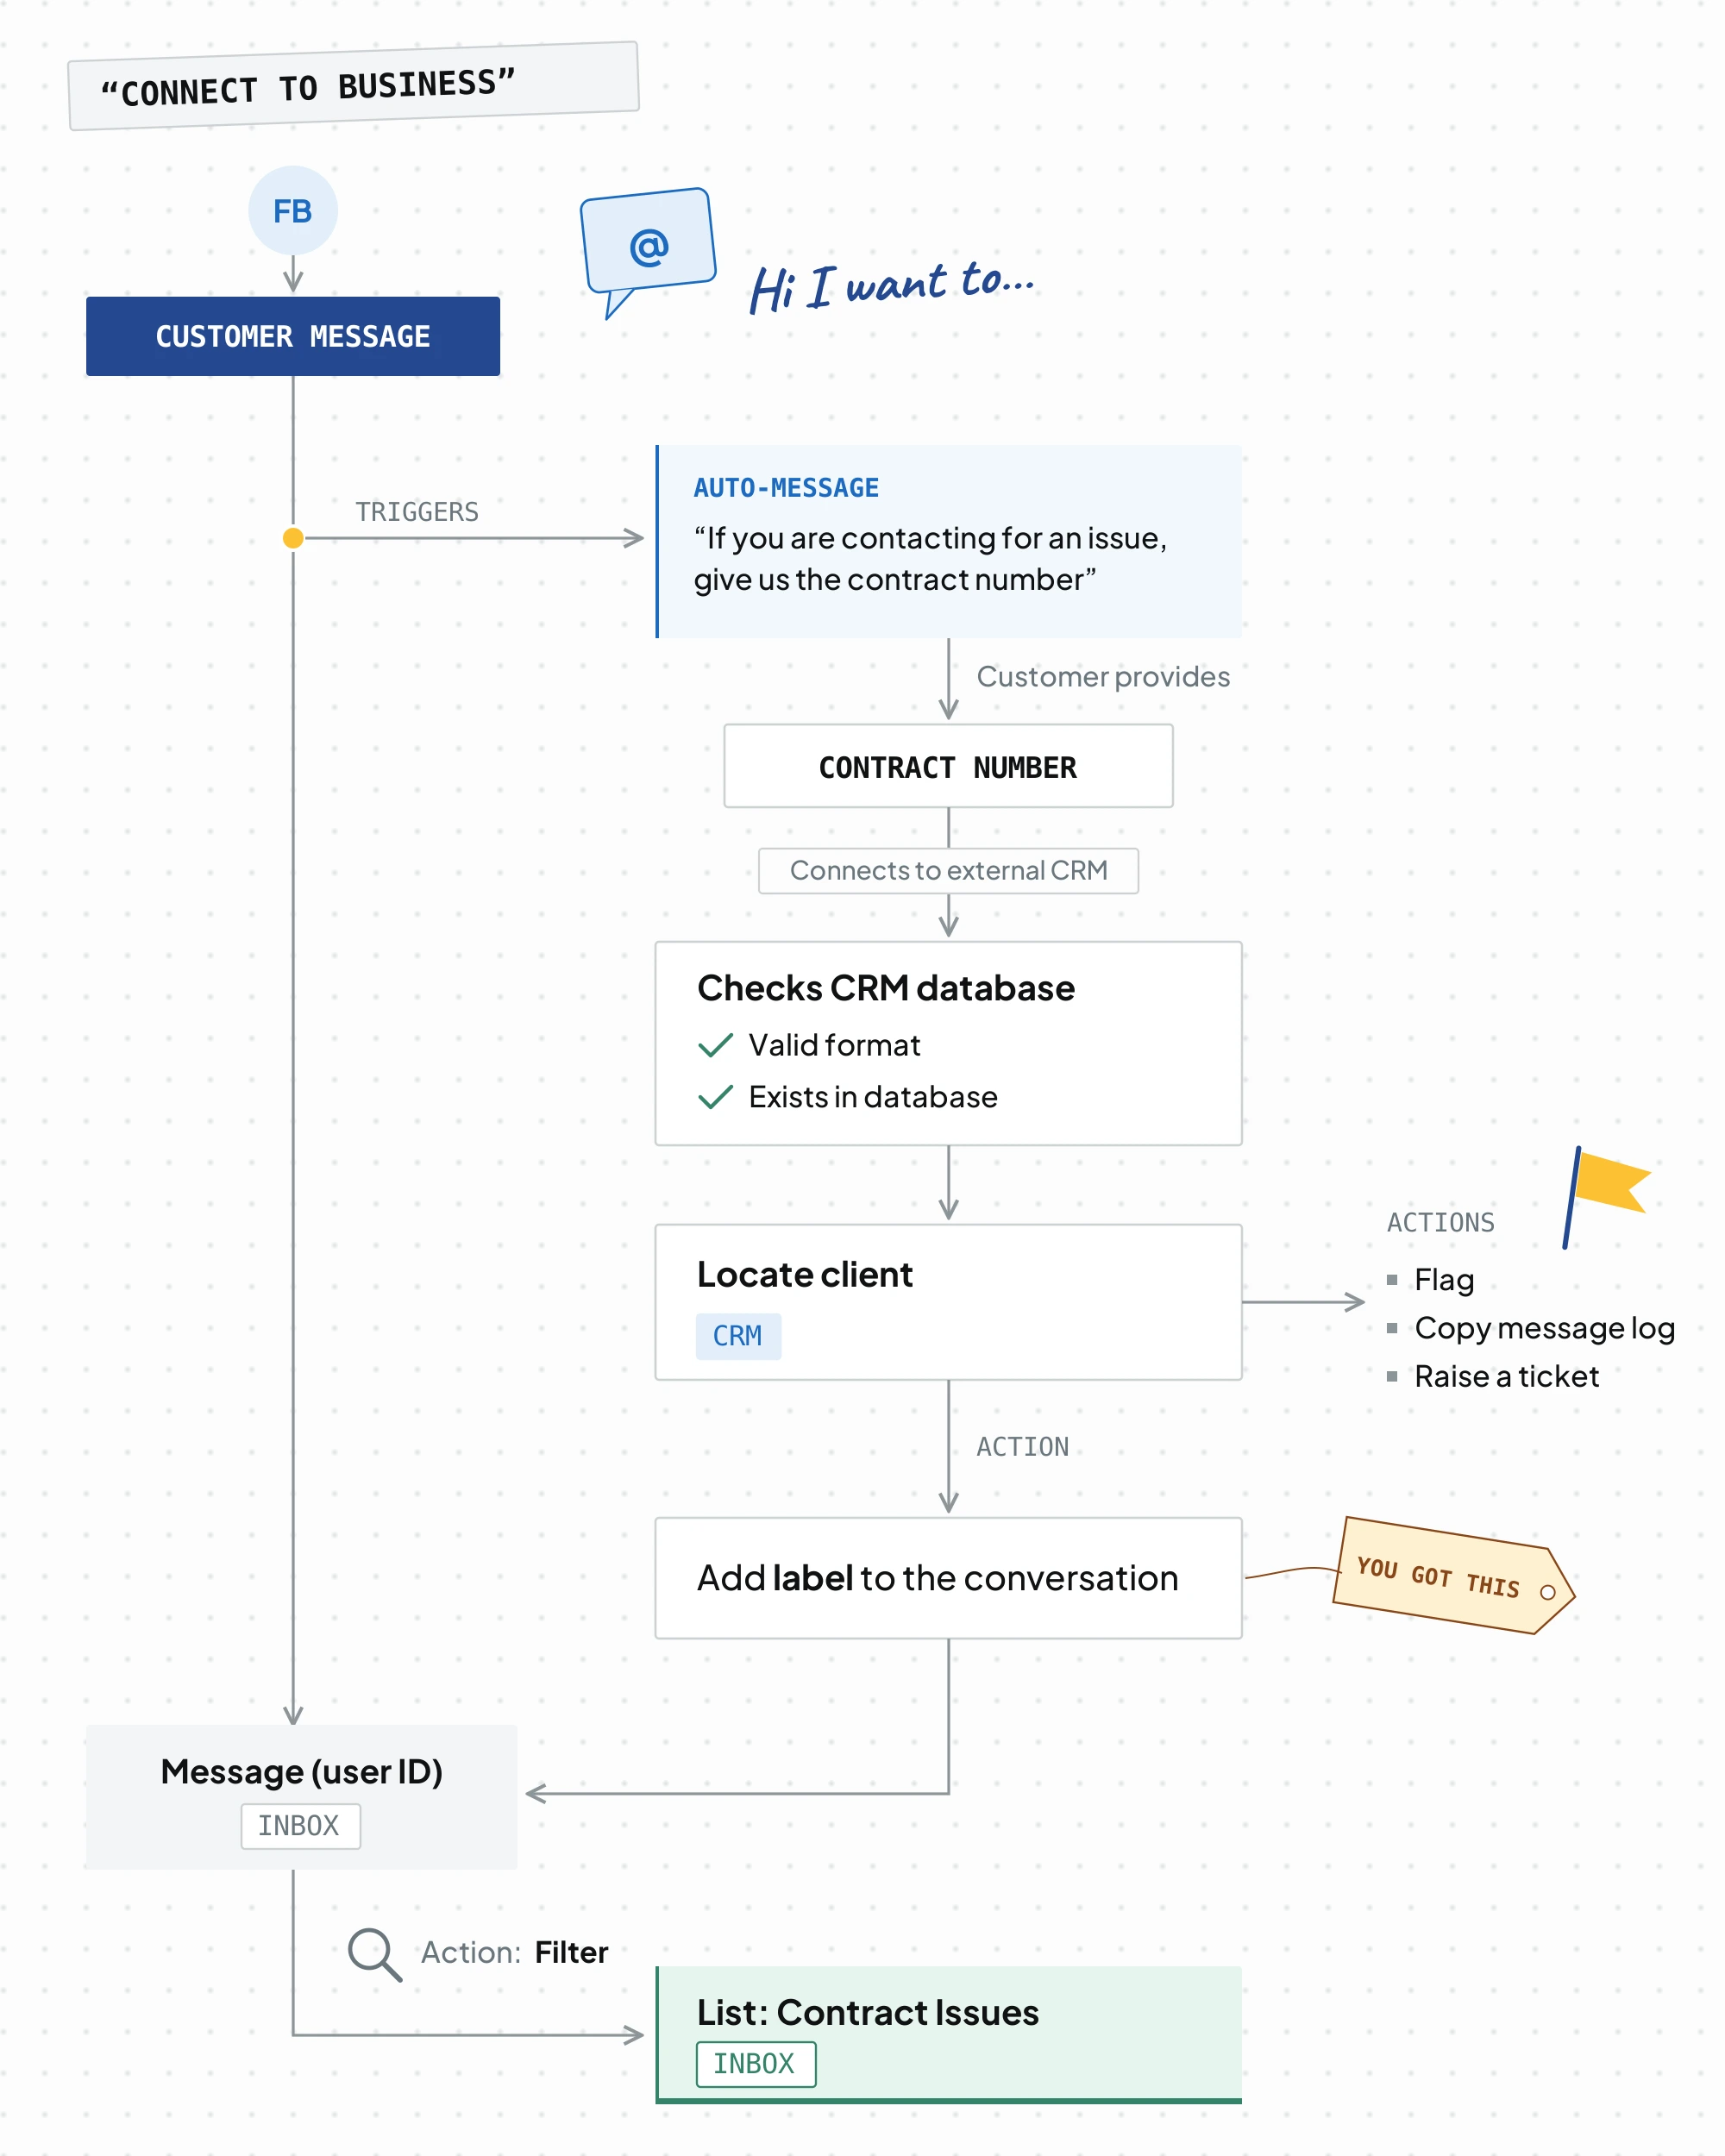 “CONNECT TO BUSINESS”
FB
@
Hi I want to...
CUSTOMER MESSAGE
TRIGGERS
AUTO-MESSAGE
“If you are contacting for an issue,
give us the contract number”
Customer provides
CONTRACT NUMBER
Connects to external CRM
Checks CRM database
Valid format
Exists in database
Locate client
CRM
ACTIONS
Flag
Copy message log
Raise a ticket
ACTION
Add label to the conversation
YOU GOT THIS
Message (user ID)
INBOX
Action: Filter
List: Contract Issues
INBOX